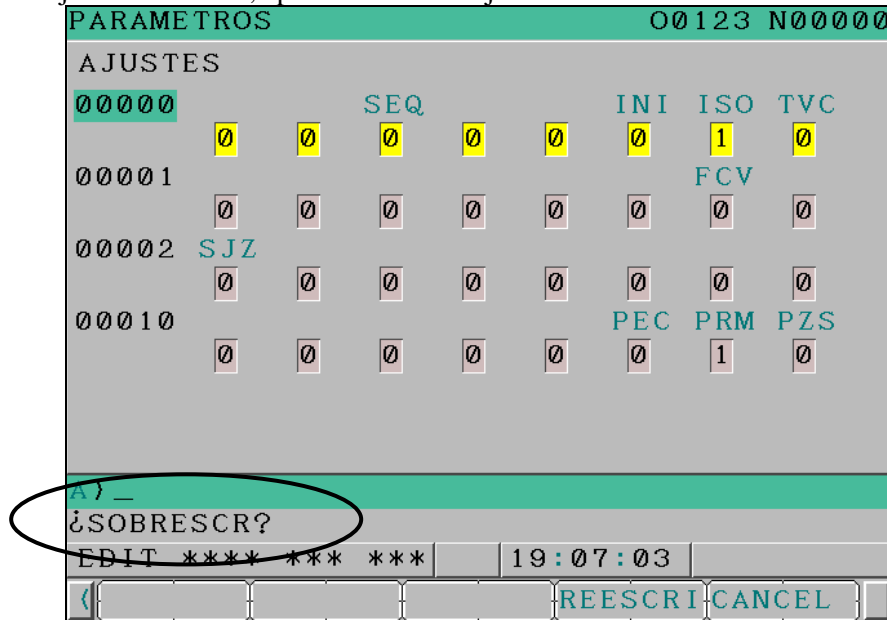 PARAMETROS O0123 N00000
AJUSTES
00000 SEQ INI ISO TVC
0 0 0 0 0 0 1 0
00001 FCV
0 0 0 0 0 0 0 0
00002 SJZ
0 0 0 0 0 0 0 0
00010 PEC PRM PZS
0 0 0 0 0 0 1 0
A>_
¿SOBRESCR?
EDIT **** *** *** 19:07:03
< REESCRI CANCEL